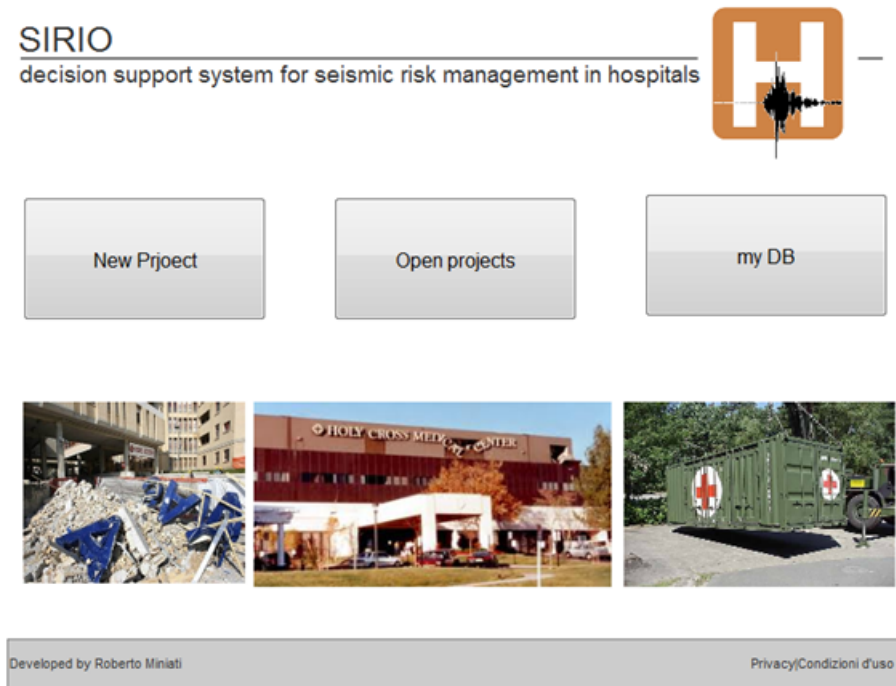 SIRIO
decision support system for seismic risk management in hospitals
H
New Prjoect
Open projects
my DB
HOLY CROSS MEDICAL CENTER
Developed by Roberto Miniati
Privacy|Condizioni d'uso